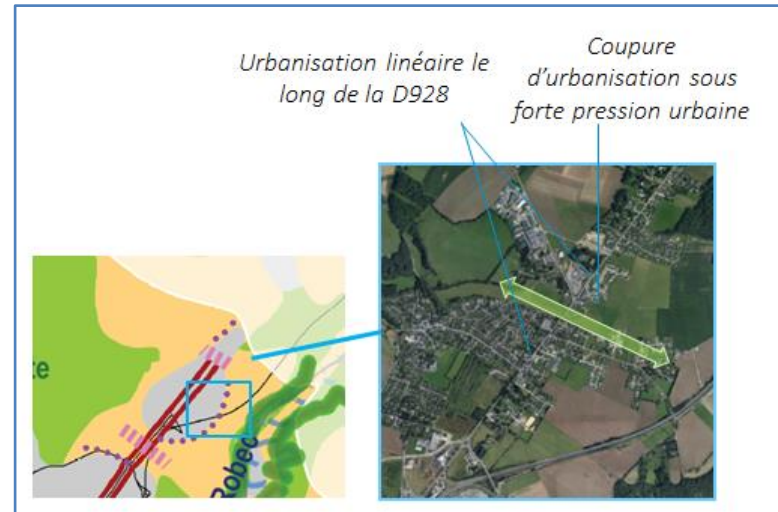 Urbanisation linéaire le
long de la D928
Coupure
d'urbanisation sous
forte pression urbaine
te
Robec